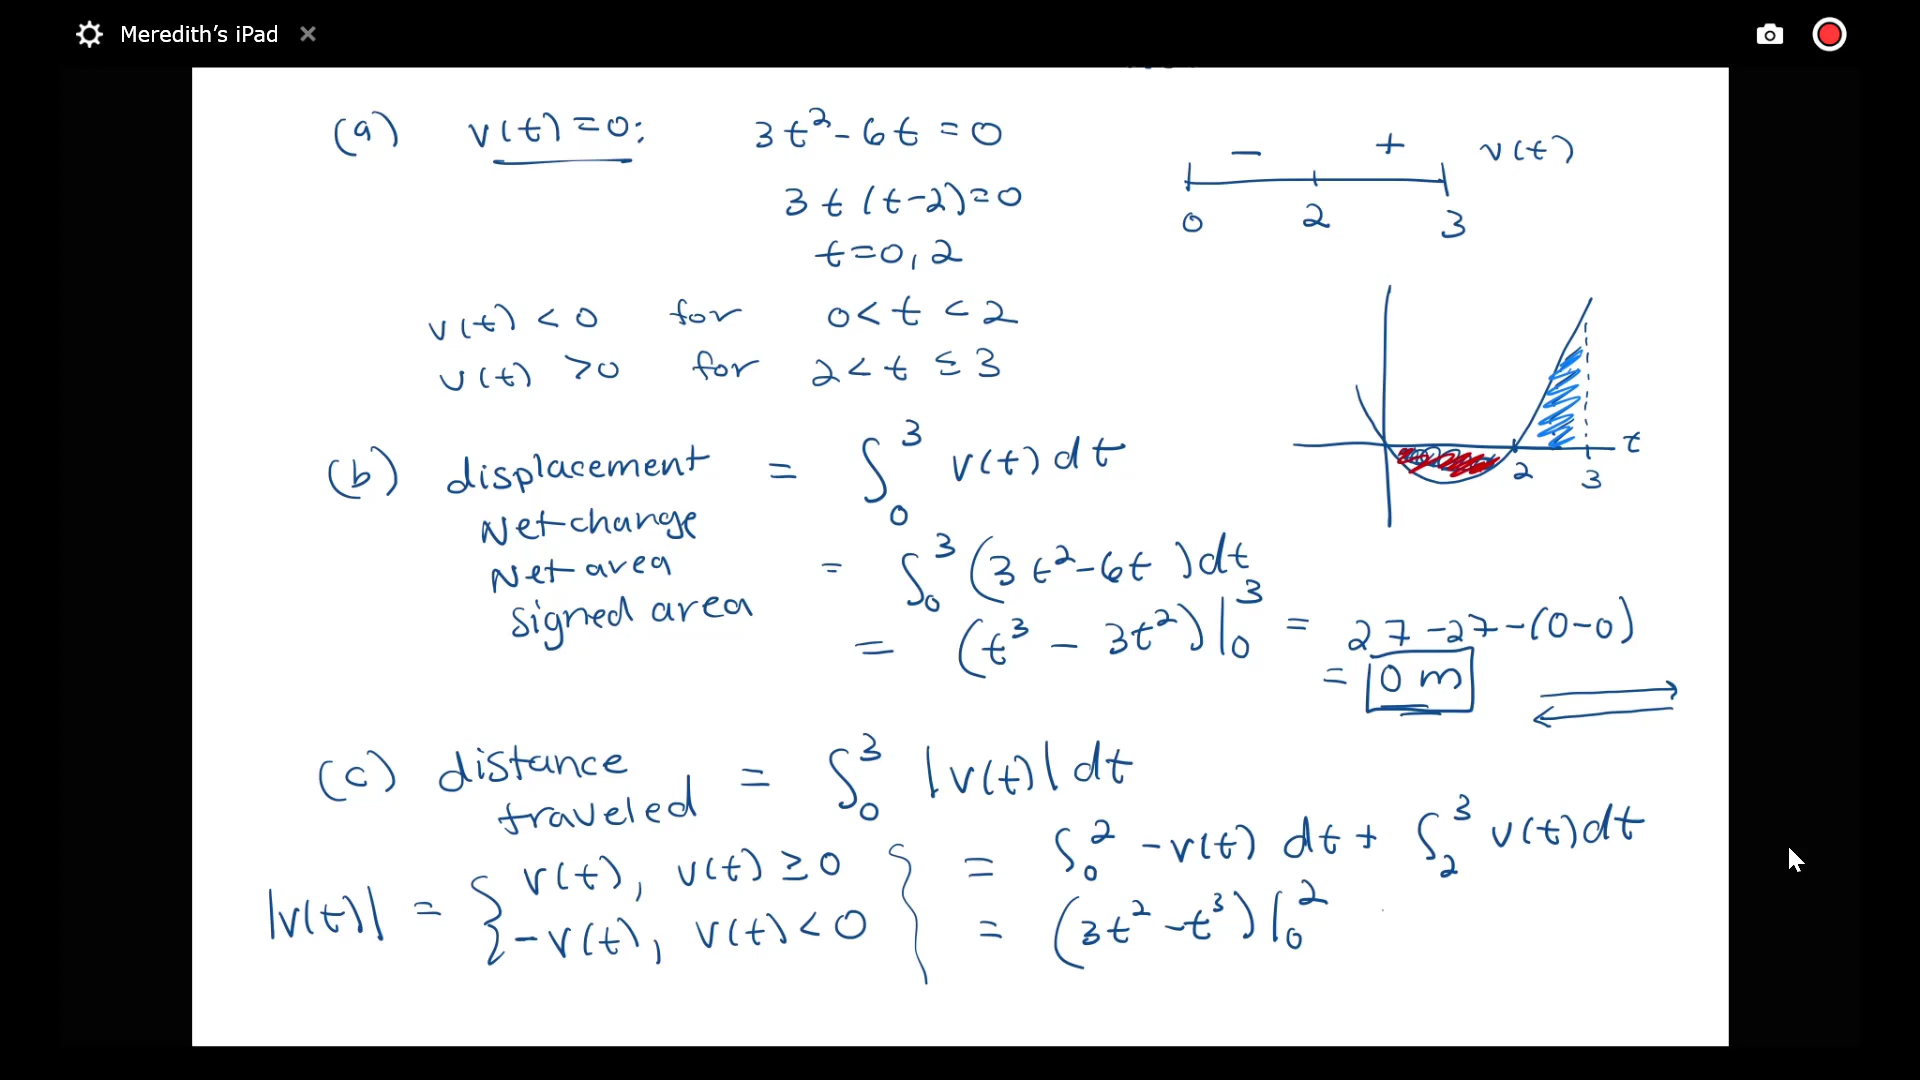 Meredith’s iPad
(a) v(t)=0: 3t²-6t=0
3t(t-2)=0
t=0, 2
- + v(t)
0 2 3
v(t) <0 for 0<t<2
v(t) >0 for 2<t≤3
t
2 3
(b) displacement = ∫₀³ v(t)dt
Net change
Net area
signed area
= ∫₀³ (3t²-6t)dt
= (t³ - 3t²)|₀³ = 27-27-(0-0)
= 0 m
(c) distance traveled = ∫₀³ |v(t)|dt
|v(t)| = { v(t), v(t)≥0
-v(t), v(t)<0
= ∫₀² -v(t) dt + ∫₂³ v(t)dt
= (3t²-t³)|₀²